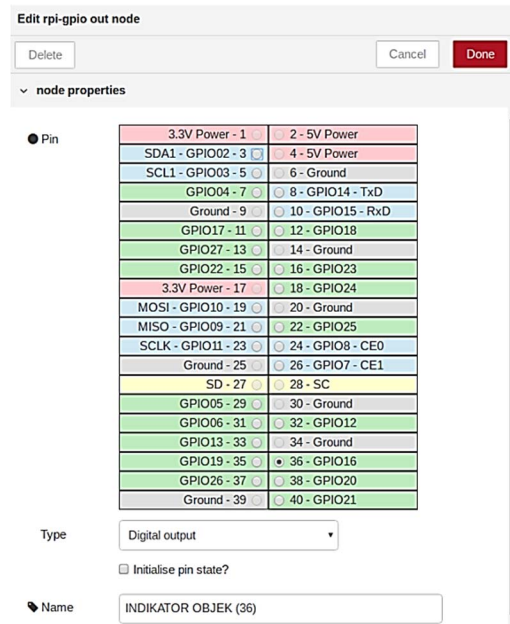 Edit rpi-gpio out node
Delete Cancel Done
node properties
Pin
3.3V Power - 1 2 - 5V Power
SDA1 - GPIO02 - 3 4 - 5V Power
SCL1 - GPIO03 - 5 6 - Ground
GPIO04 - 7 8 - GPIO14 - TxD
Ground - 9 10 - GPIO15 - RxD
GPIO17 - 11 12 - GPIO18
GPIO27 - 13 14 - Ground
GPIO22 - 15 16 - GPIO23
3.3V Power - 17 18 - GPIO24
MOSI - GPIO10 - 19 20 - Ground
MISO - GPIO09 - 21 22 - GPIO25
SCLK - GPIO11 - 23 24 - GPIO8 - CE0
Ground - 25 26 - GPIO7 - CE1
SD - 27 28 - SC
GPIO05 - 29 30 - Ground
GPIO06 - 31 32 - GPIO12
GPIO13 - 33 34 - Ground
GPIO19 - 35 36 - GPIO16
GPIO26 - 37 38 - GPIO20
Ground - 39 40 - GPIO21
Type Digital output
Initialise pin state?
Name INDIKATOR OBJEK (36)